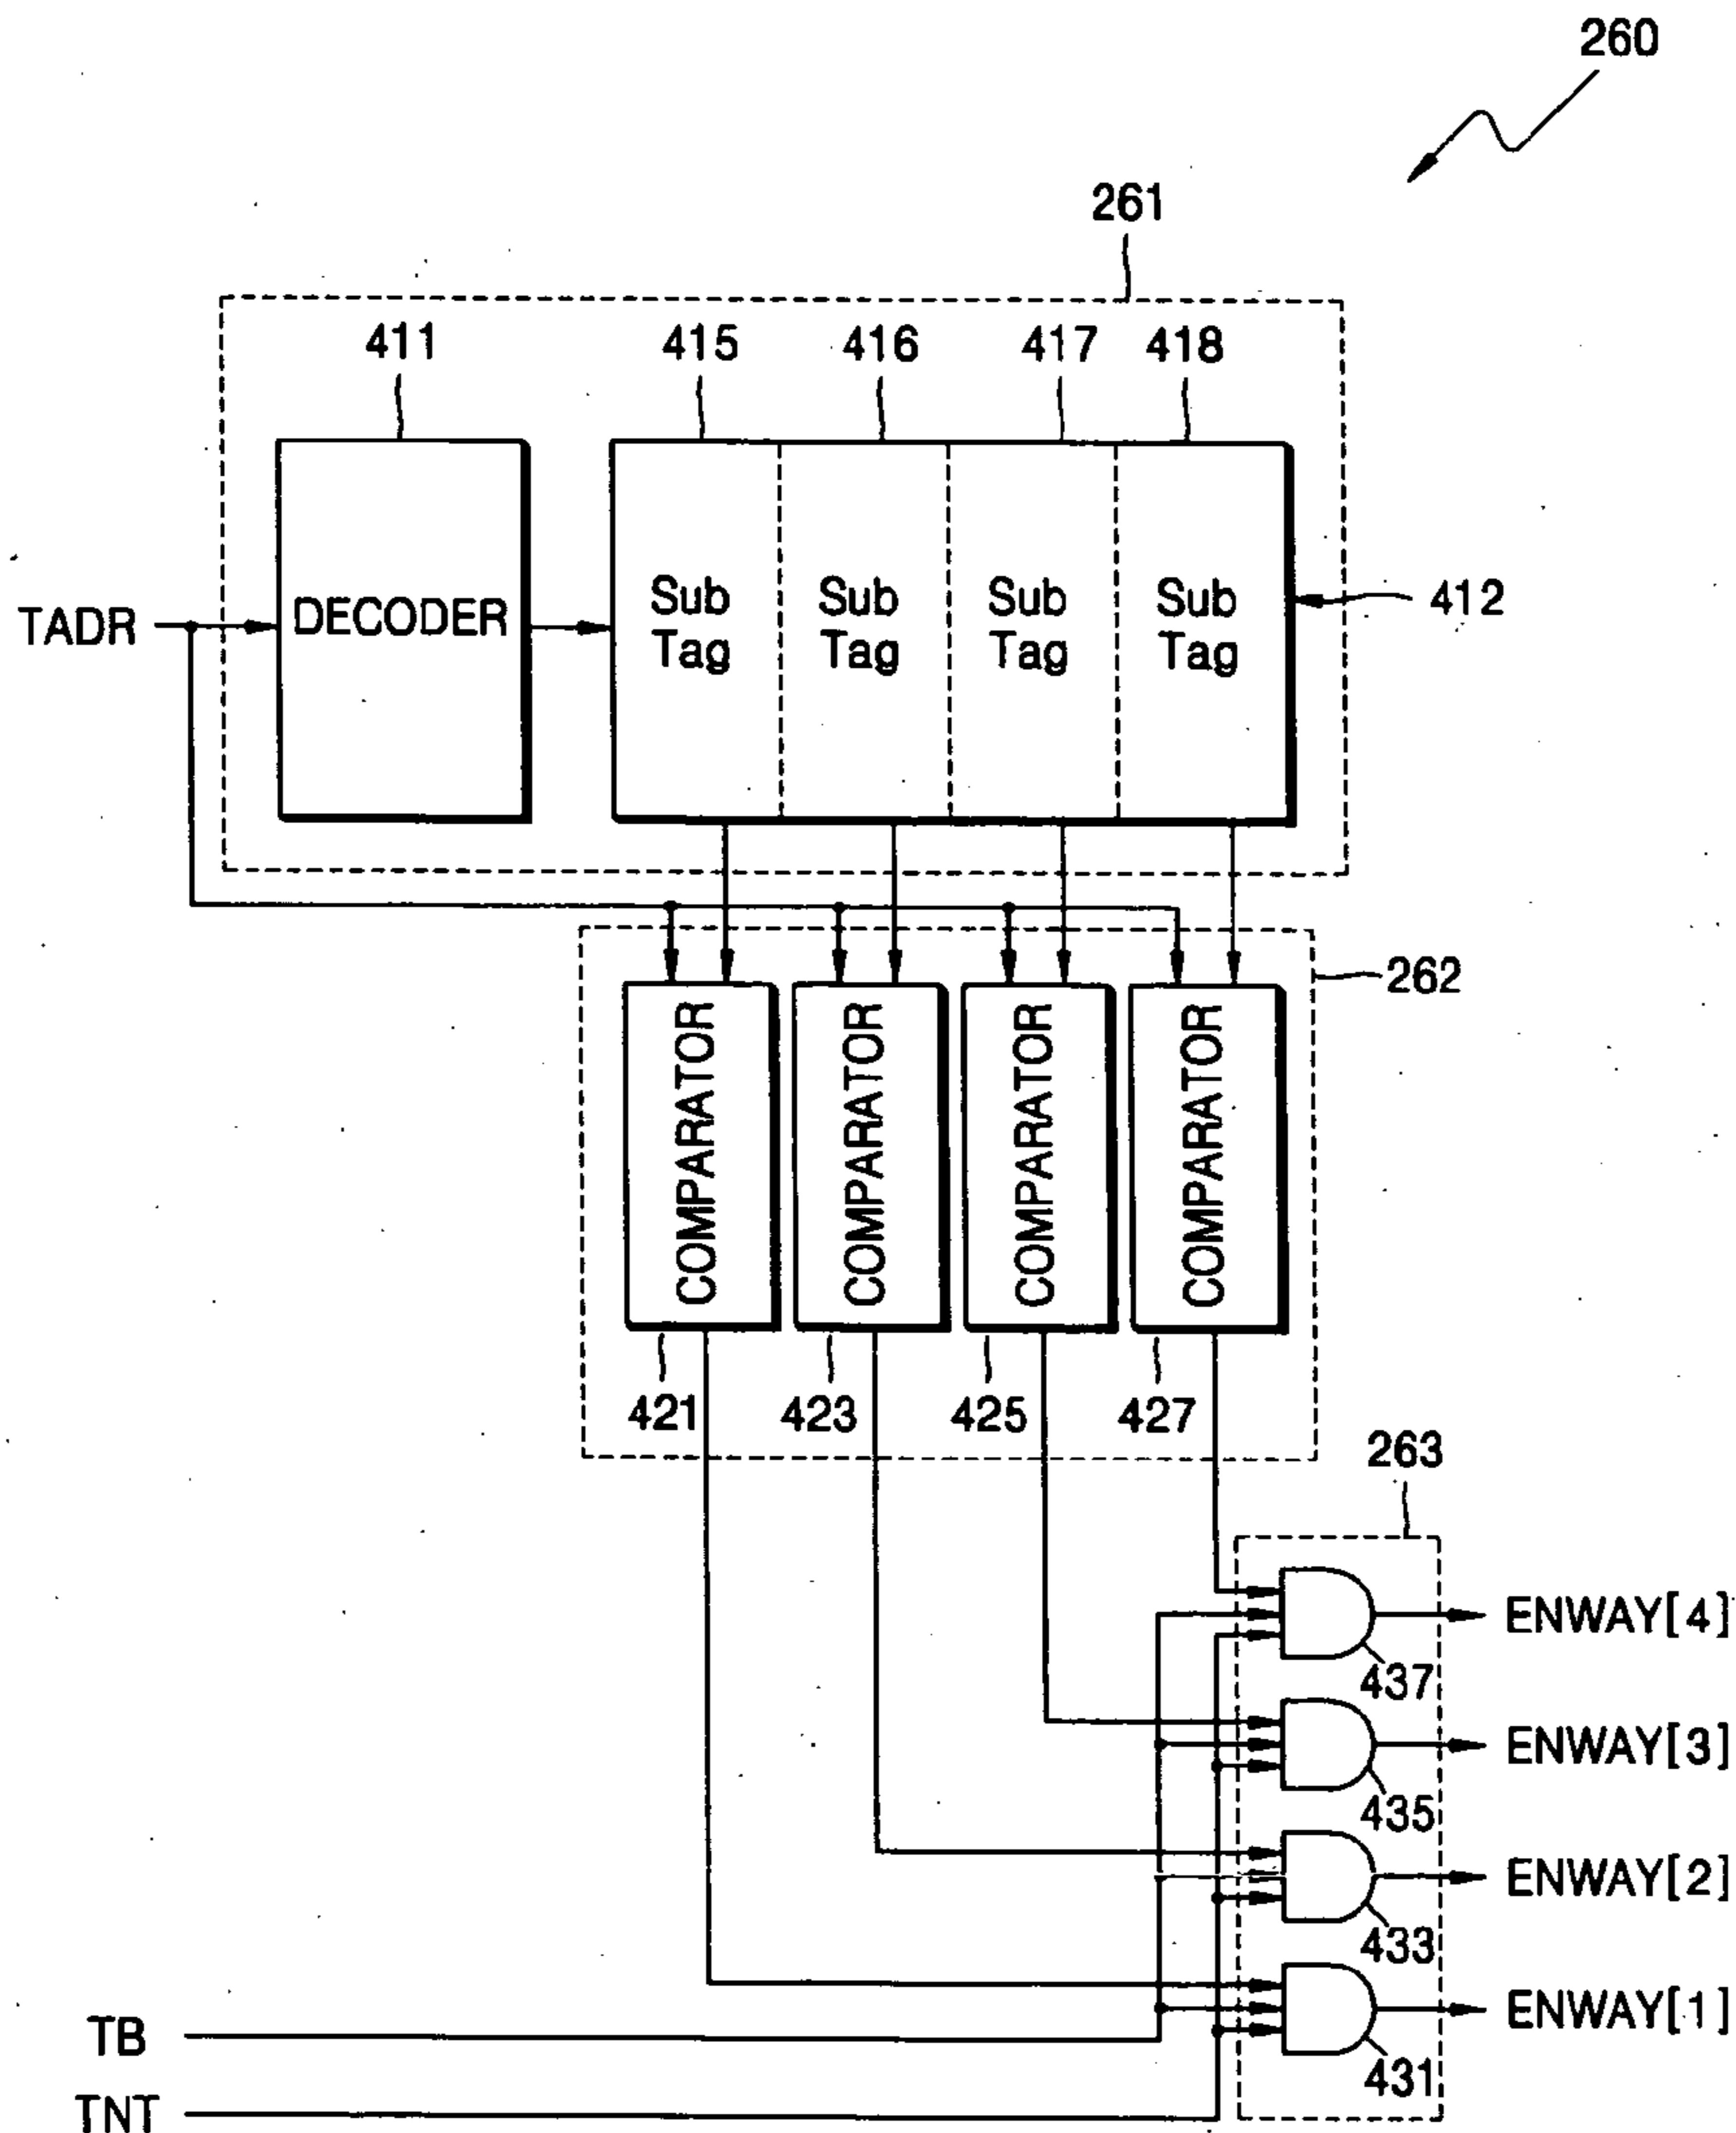 260
261
411
415
416
417
418
TADR
DECODER
Sub
Tag
Sub
Tag
Sub
Tag
Sub
Tag
412
262
COMPARATOR
COMPARATOR
COMPARATOR
COMPARATOR
421
423
425
427
263
ENWAY[4]
437
ENWAY[3]
435
ENWAY[2]
433
ENWAY[1]
431
TB
TNT